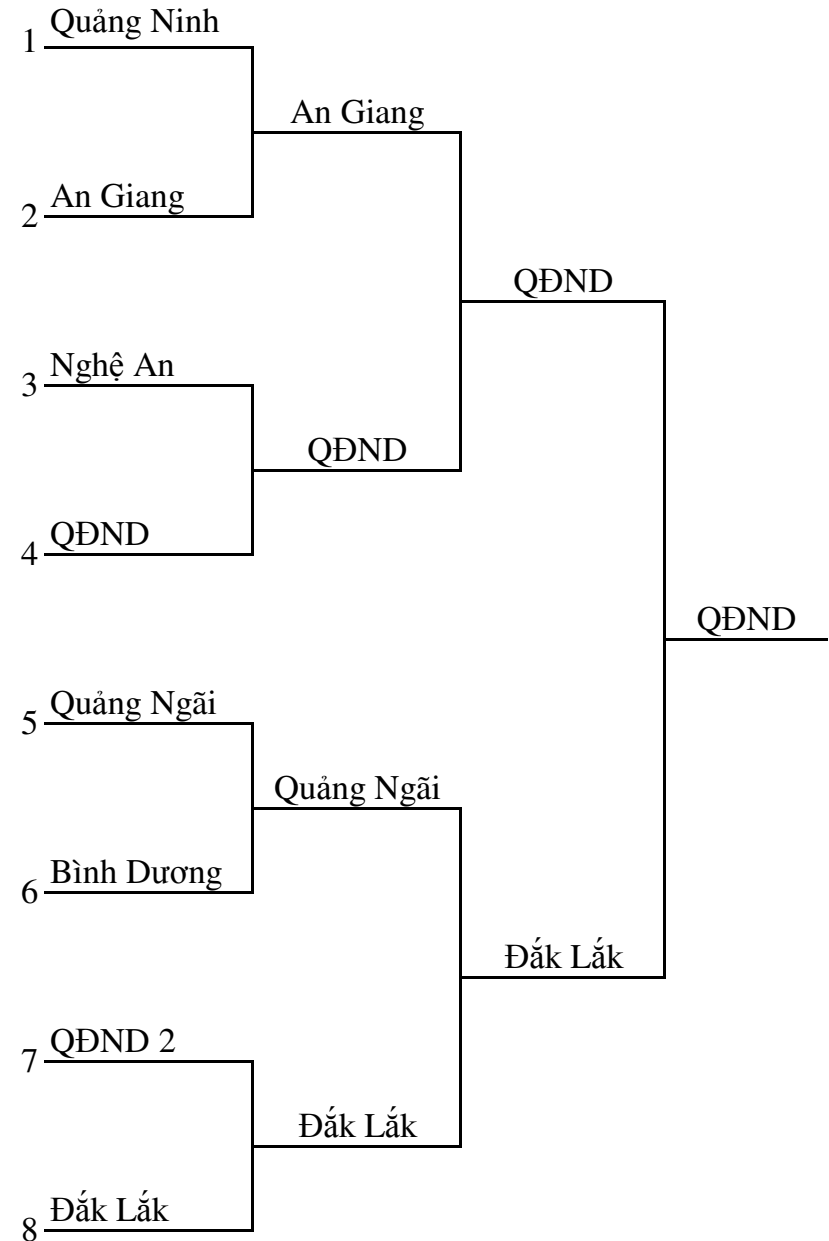 Quảng Ninh
1
An Giang
An Giang
2
QĐND
Nghệ An
3
QĐND
QĐND
4
QĐND
Quảng Ngãi
5
Quảng Ngãi
Bình Dương
6
Đắk Lắk
QĐND 2
7
Đắk Lắk
Đắk Lắk
8